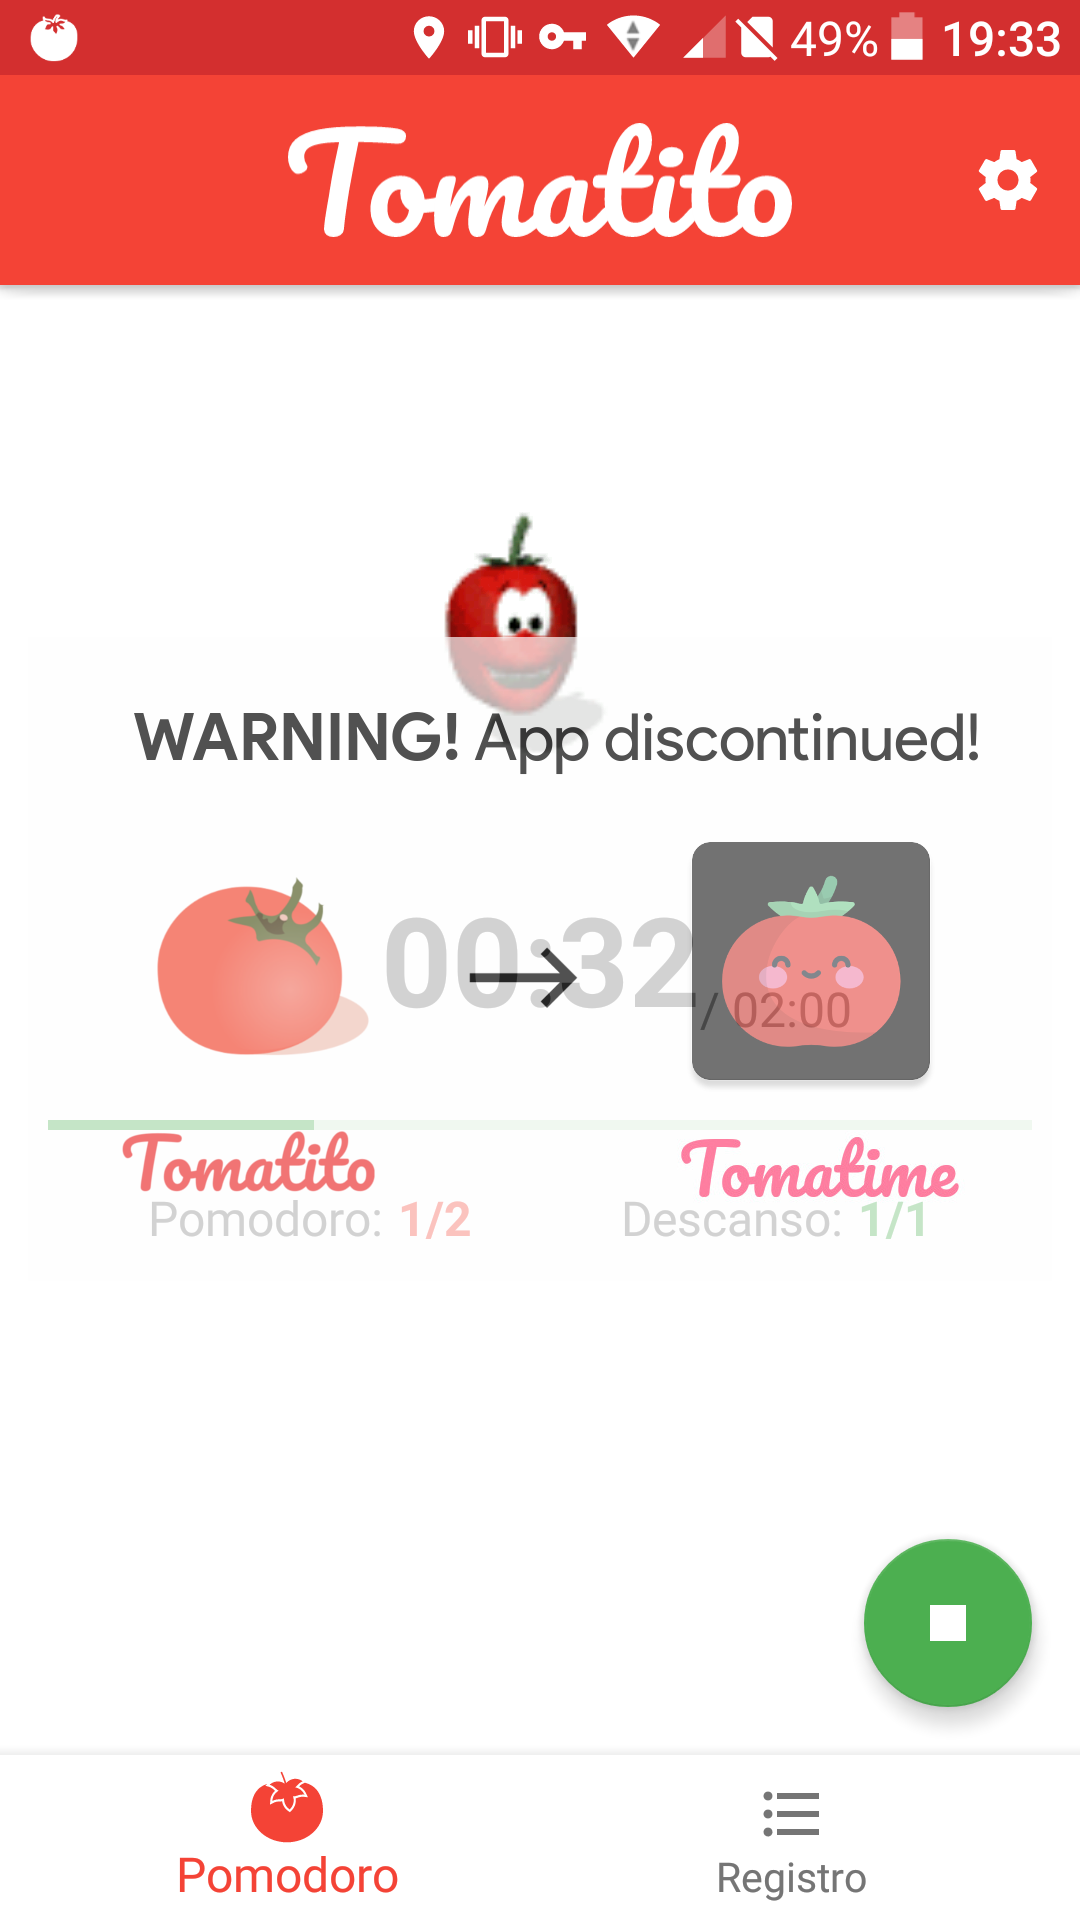 49% 19:33
Tomatito
WARNING! App discontinued!
00:32 / 02:00
Tomatito Tomatime
Pomodoro: 1/2 Descanso: 1/1
Pomodoro Registro